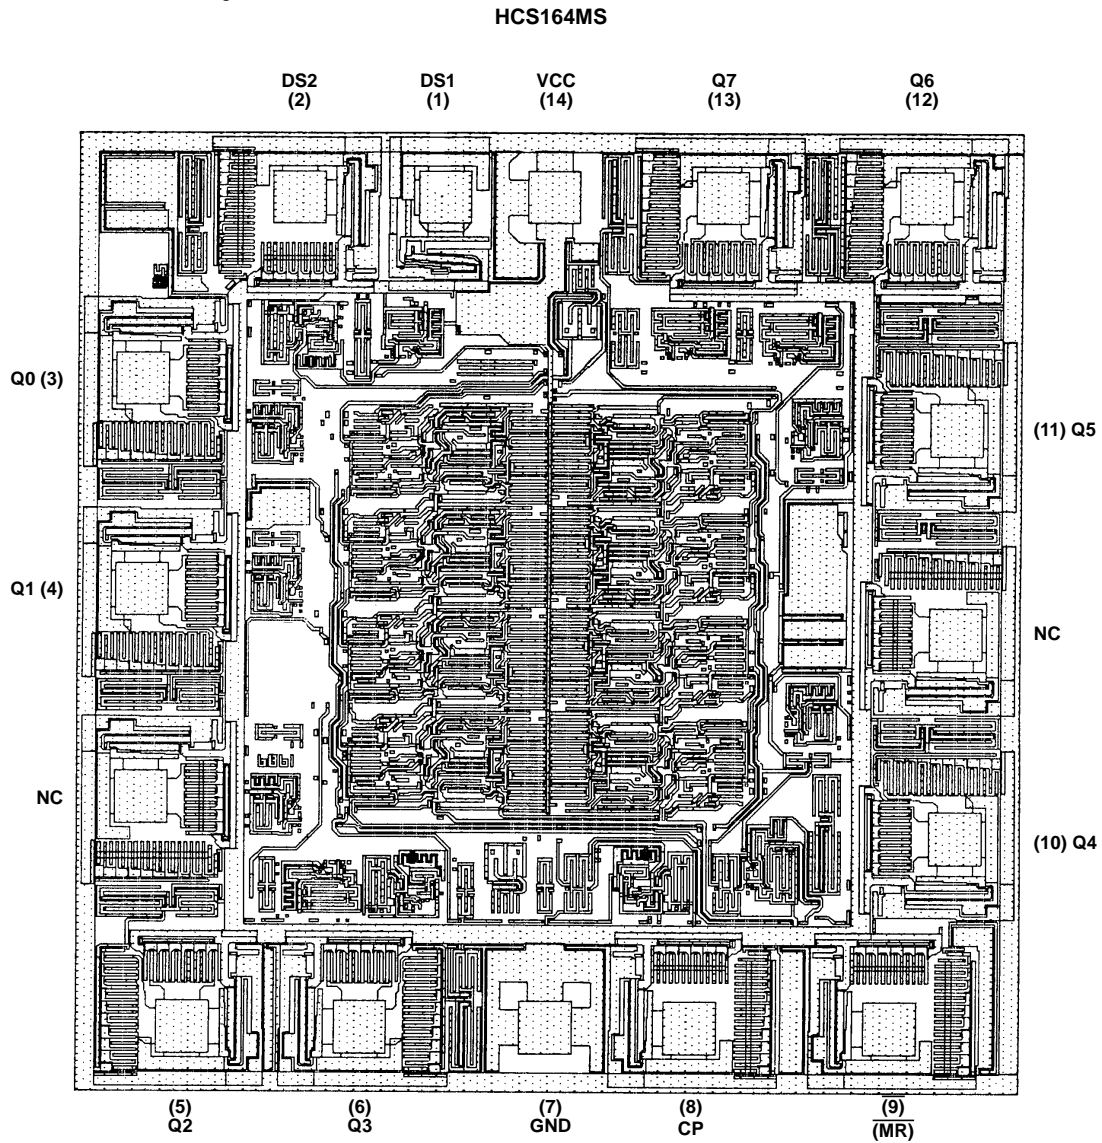 HCS164MS
DS2 DS1 VCC Q7 Q6
(2) (1) (14) (13) (12)
Q0 (3)
(11) Q5
Q1 (4)
NC
NC
(10) Q4
(5) (6) (7) (8) (9)
Q2 Q3 GND CP (MR)